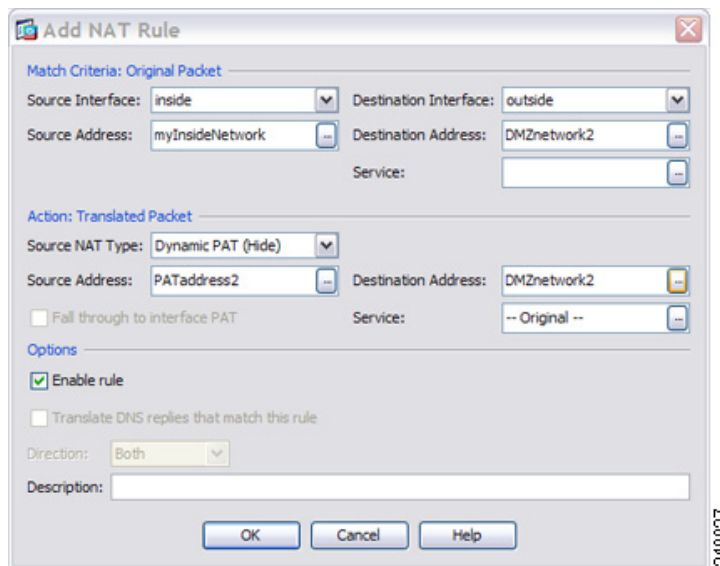 Add NAT Rule
Match Criteria: Original Packet
Source Interface: inside Destination Interface: outside
Source Address: myInsideNetwork ... Destination Address: DMZnetwork2 ...
Service: ...
Action: Translated Packet
Source NAT Type: Dynamic PAT (Hide)
Source Address: PATaddress2 ... Destination Address: DMZnetwork2 ...
Fall through to interface PAT Service: -- Original -- ...
Options
Enable rule
Translate DNS replies that match this rule
Direction: Both
Description:
OK Cancel Help